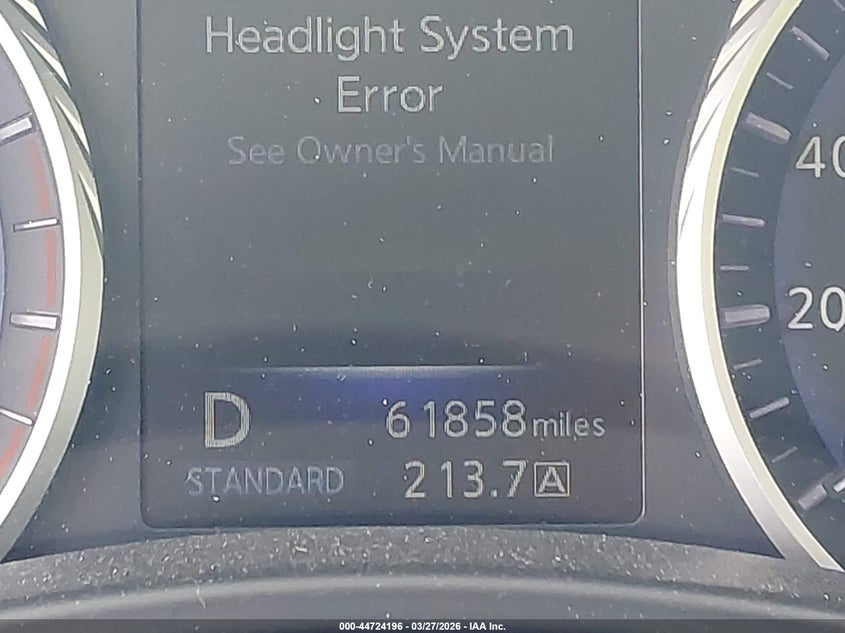 Headlight System
Error
See Owner's Manual
40
20
D
61858 miles
STANDARD
213.7 A
000-44724196 - 03/27/2026 - IAA Inc.